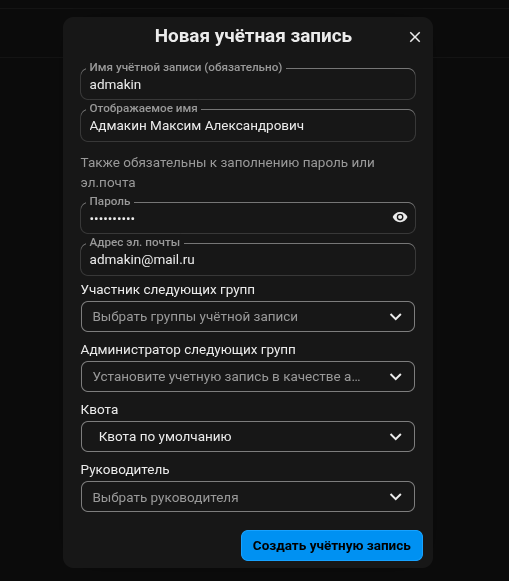 Новая учётная запись
Имя учётной записи (обязательно)
admakin
Отображаемое имя
Адмакин Максим Александрович
Также обязательны к заполнению пароль или
эл.почта
Пароль
••••••••••
Адрес эл. почты
admakin@mail.ru
Участник следующих групп
Выбрать группы учётной записи
Администратор следующих групп
Установите учетную запись в качестве а...
Квота
Квота по умолчанию
Руководитель
Выбрать руководителя
Создать учётную запись